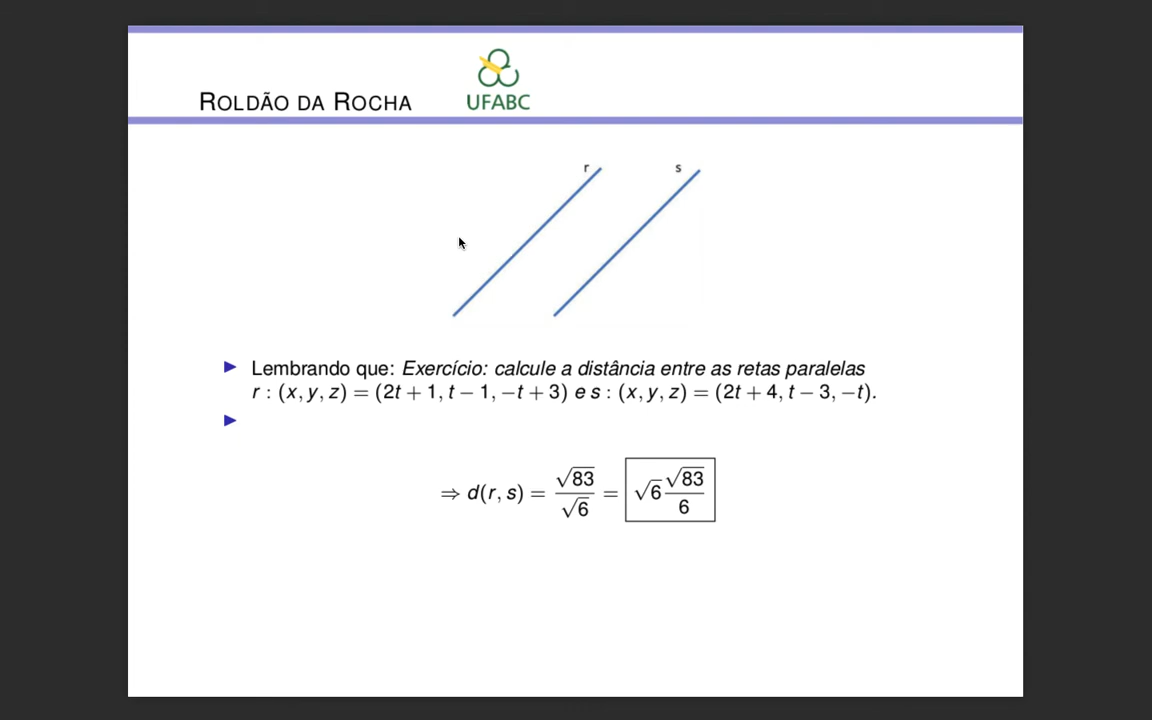 ROLDÃO DA ROCHA
UFABC
r s
Lembrando que: Exercício: calcule a distância entre as retas paralelas
r : (x, y, z) = (2t + 1, t − 1, −t + 3) e s : (x, y, z) = (2t + 4, t − 3, −t).
⇒ d(r, s) = √83/√6 = √6 √83/6